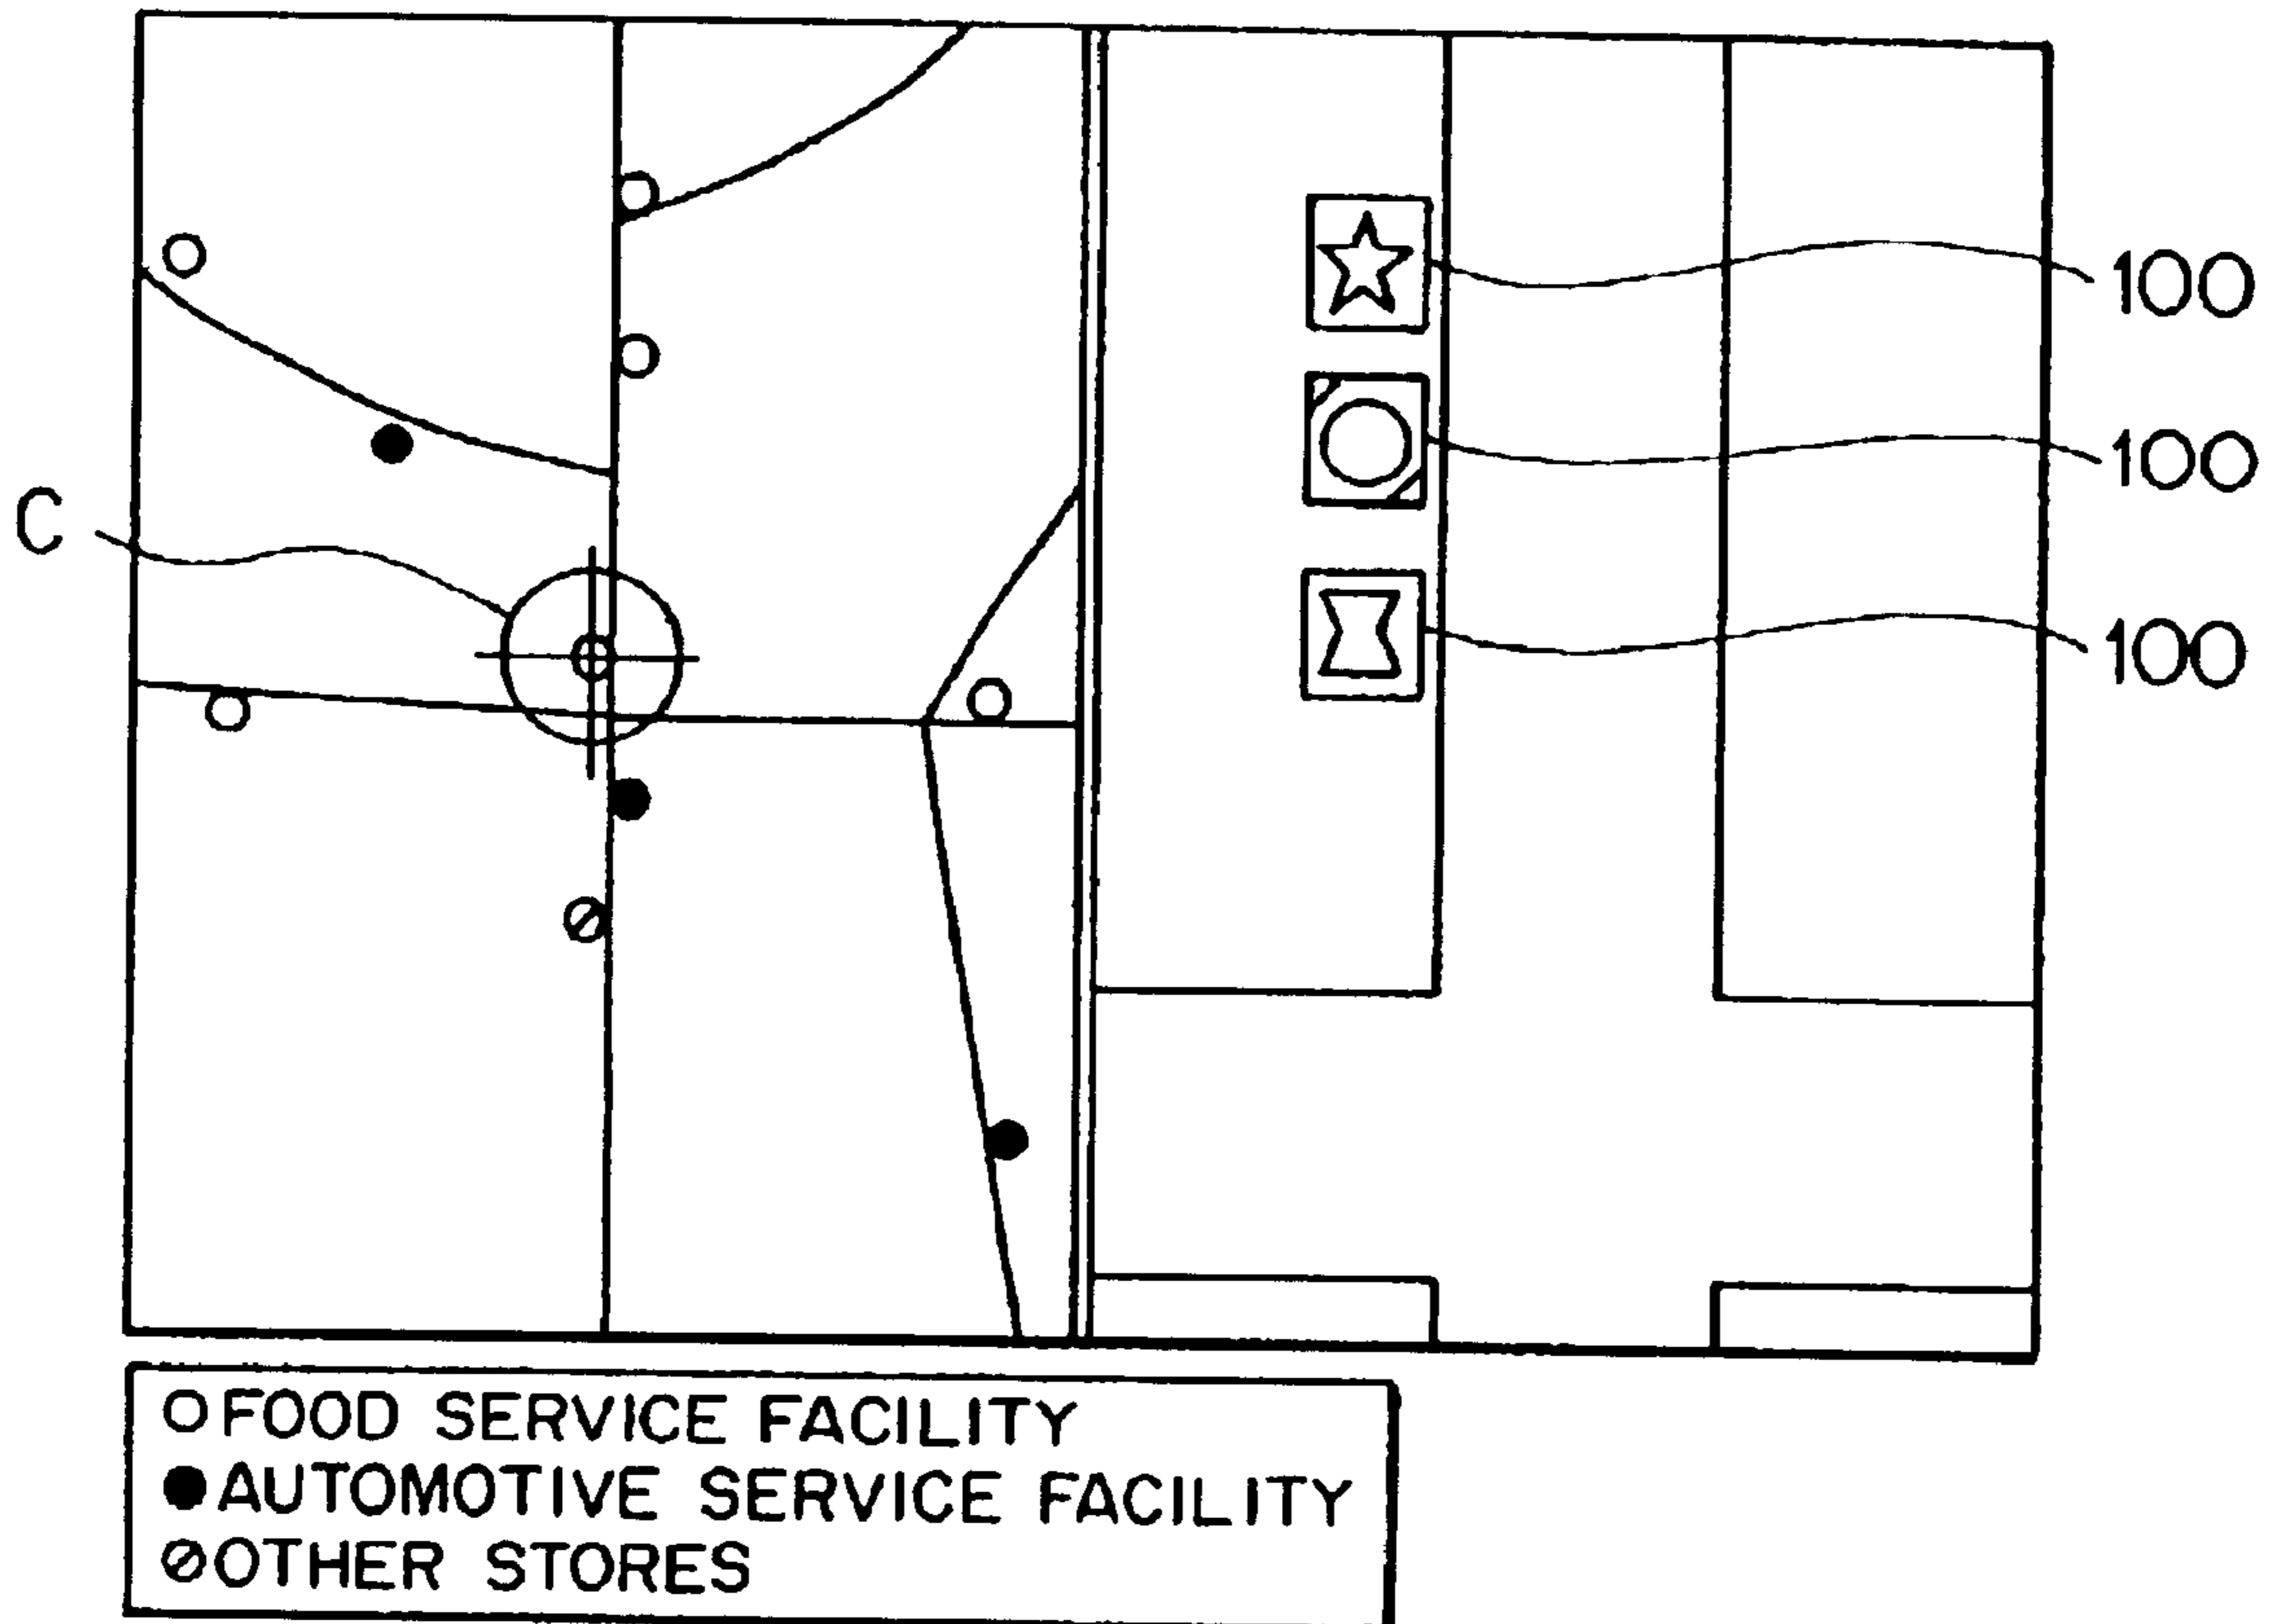 100
100
C
100
FOOD SERVICE FACILITY
AUTOMOTIVE SERVICE FACILITY
OTHER STORES